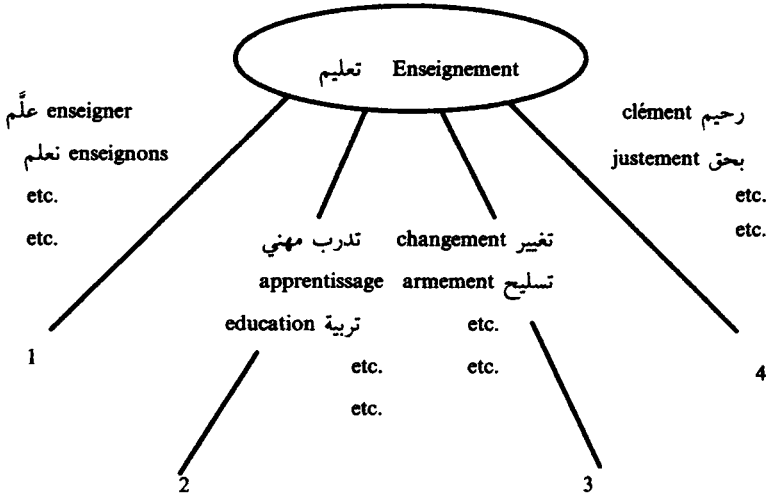 تعليم Enseignement
علَّم enseigner
نعلم enseignons
etc.
etc.
1
تدرب مهني
apprentissage
education تربية
etc.
etc.
2
changement تغيير
armement تسليح
etc.
etc.
3
clément رحيم
justement بحق
etc.
etc.
4